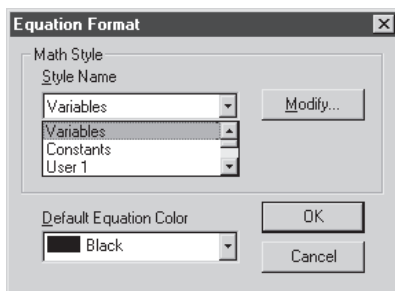 Equation Format
Math Style
Style Name
Variables
Modify...
Variables
Constants
User 1
Default Equation Color
OK
Black
Cancel